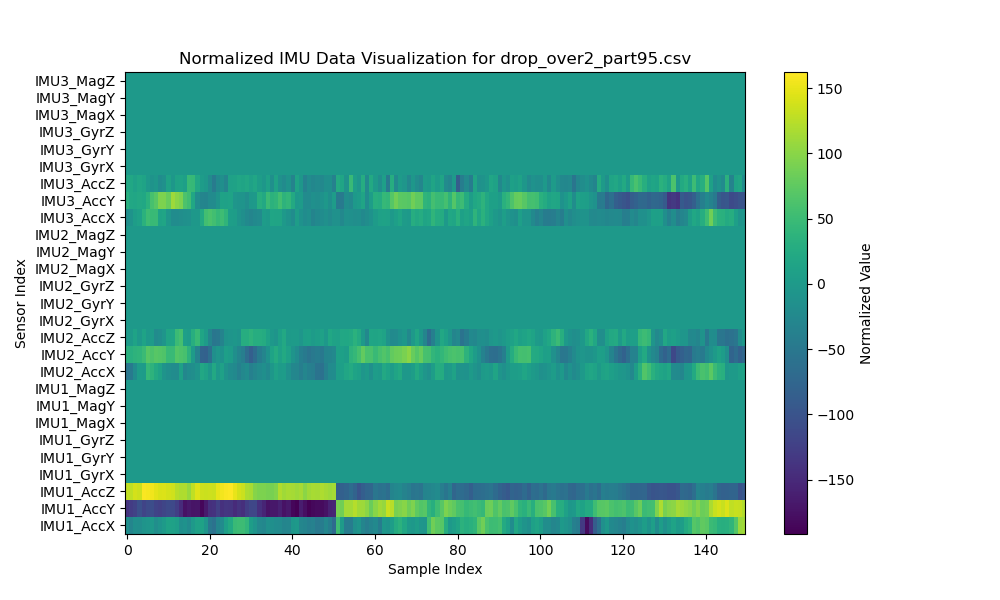 Normalized IMU Data Visualization for drop_over2_part95.csv
IMU3_MagZ
IMU3_MagY
IMU3_MagX
IMU3_GyrZ
IMU3_GyrY
IMU3_GyrX
IMU3_AccZ
IMU3_AccY
IMU3_AccX
IMU2_MagZ
IMU2_MagY
IMU2_MagX
IMU2_GyrZ
IMU2_GyrY
IMU2_GyrX
IMU2_AccZ
IMU2_AccY
IMU2_AccX
IMU1_MagZ
IMU1_MagY
IMU1_MagX
IMU1_GyrZ
IMU1_GyrY
IMU1_GyrX
IMU1_AccZ
IMU1_AccY
IMU1_AccX
Sensor Index
0 20 40 60 80 100 120 140
Sample Index
150
100
50
0
−50
−100
−150
Normalized Value